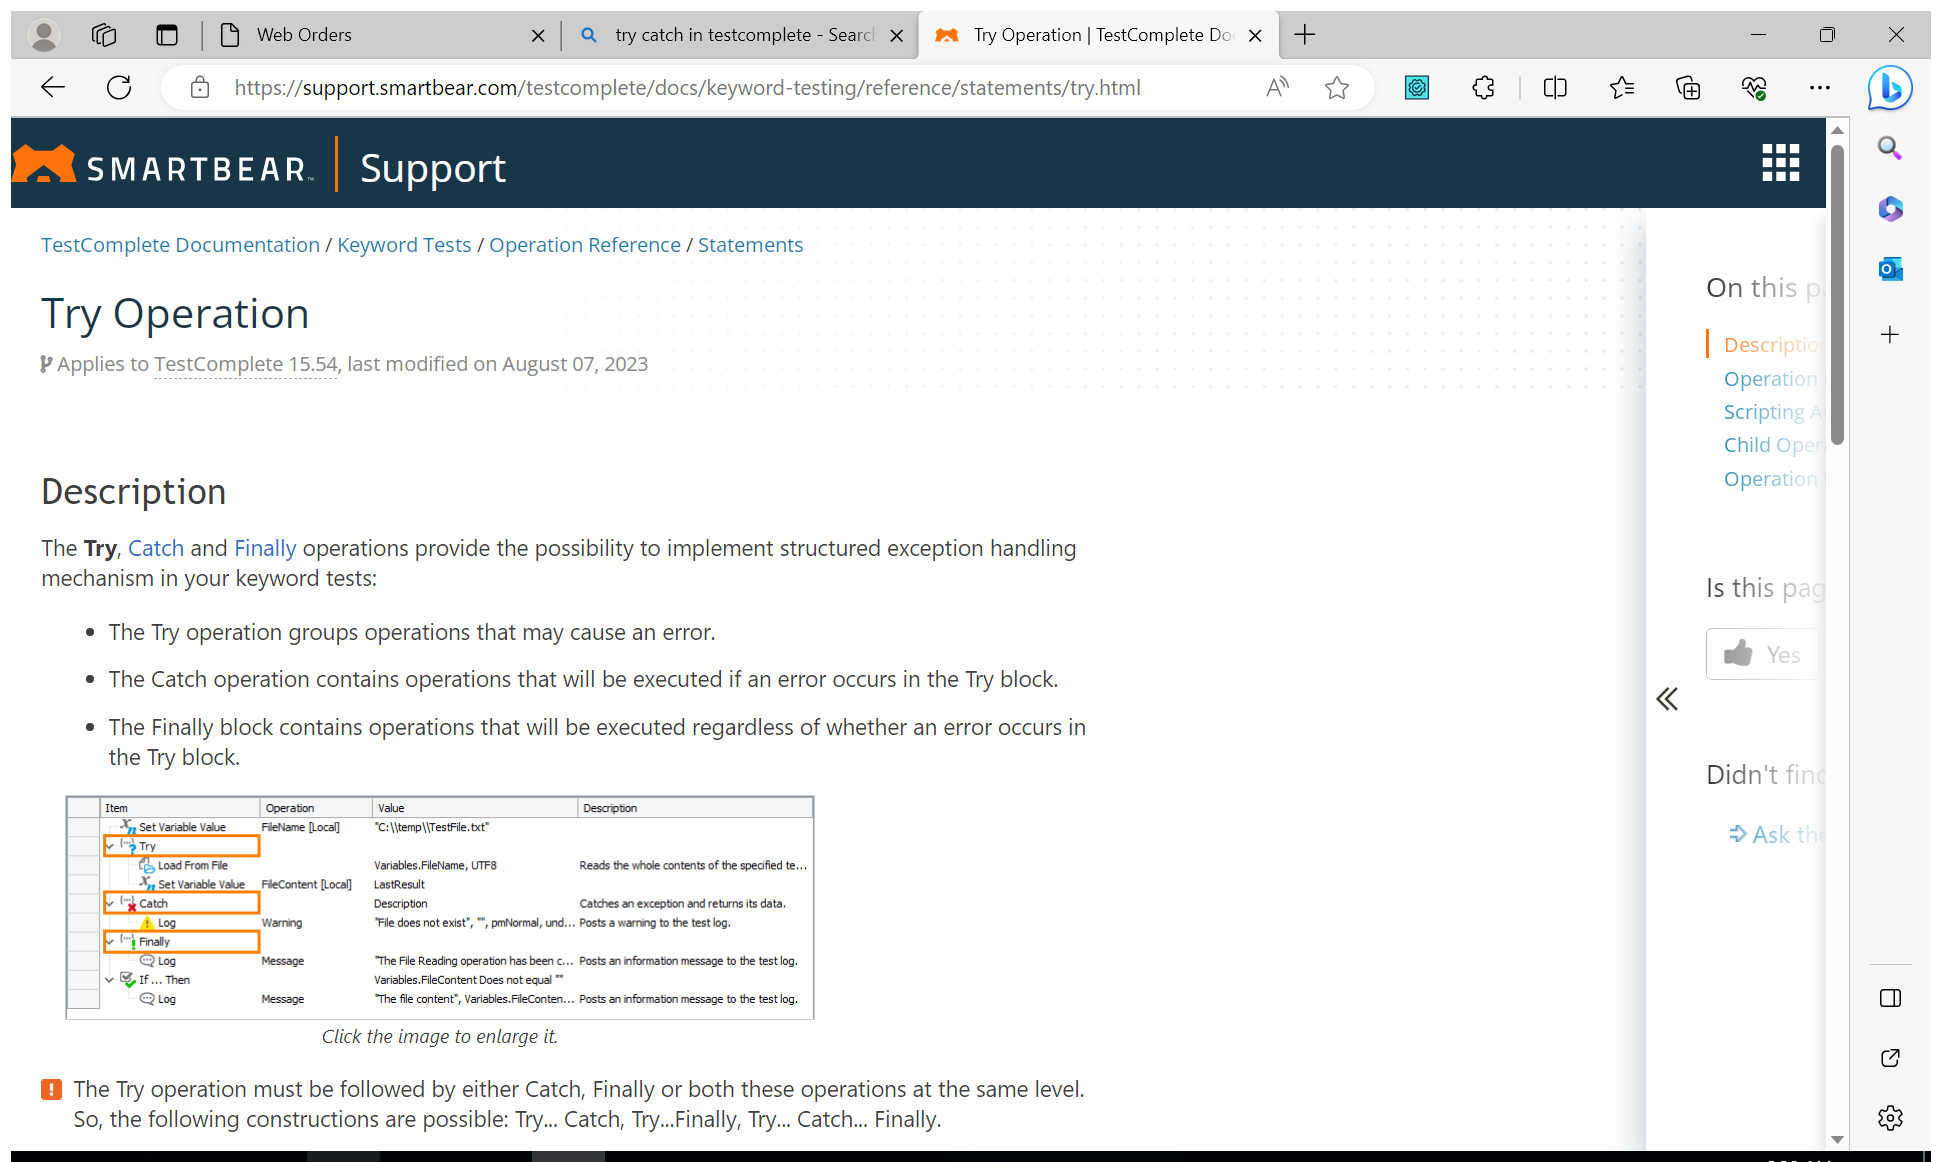 Web Orders
try catch in testcomplete - Search
Try Operation | TestComplete Do
https://support.smartbear.com/testcomplete/docs/keyword-testing/reference/statements/try.html
SMARTBEAR™ Support
TestComplete Documentation / Keyword Tests / Operation Reference / Statements
Try Operation
Applies to TestComplete 15.54, last modified on August 07, 2023
Description
The Try, Catch and Finally operations provide the possibility to implement structured exception handling
mechanism in your keyword tests:
• The Try operation groups operations that may cause an error.
• The Catch operation contains operations that will be executed if an error occurs in the Try block.
• The Finally block contains operations that will be executed regardless of whether an error occurs in
the Try block.
Item Operation Value Description
Set Variable Value FileName [Local] "C:\\temp\\TestFile.txt"
Try
Load From File Variables.FileName, UTF8 Reads the whole contents of the specified te...
Set Variable Value FileContent [Local] LastResult
Catch Description Catches an exception and returns its data.
Log Warning "File does not exist", "", pmNormal, und... Posts a warning to the test log.
Finally
Log Message "The File Reading operation has been c... Posts an information message to the test log.
If ... Then Variables.FileContent Does not equal ""
Log Message "The file content", Variables.FileConten... Posts an information message to the test log.
Click the image to enlarge it.
The Try operation must be followed by either Catch, Finally or both these operations at the same level.
So, the following constructions are possible: Try... Catch, Try...Finally, Try... Catch... Finally.
On this p
Description
Operation
Scripting A
Child Oper
Operation
Is this pag
Yes
Didn't find
Ask the